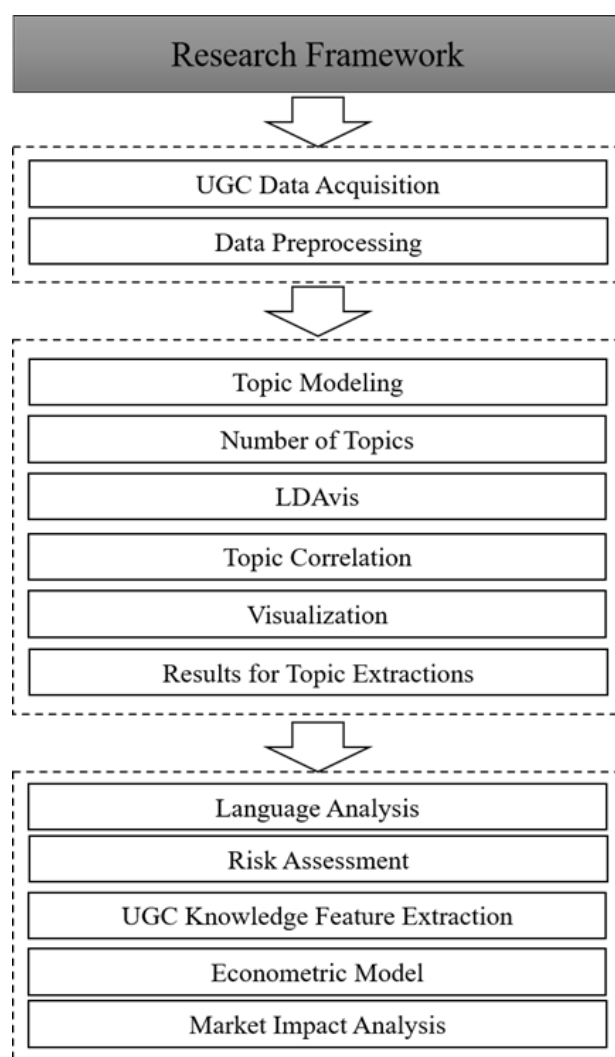 Research Framework
UGC Data Acquisition
Data Preprocessing
Topic Modeling
Number of Topics
LDAvis
Topic Correlation
Visualization
Results for Topic Extractions
Language Analysis
Risk Assessment
UGC Knowledge Feature Extraction
Econometric Model
Market Impact Analysis